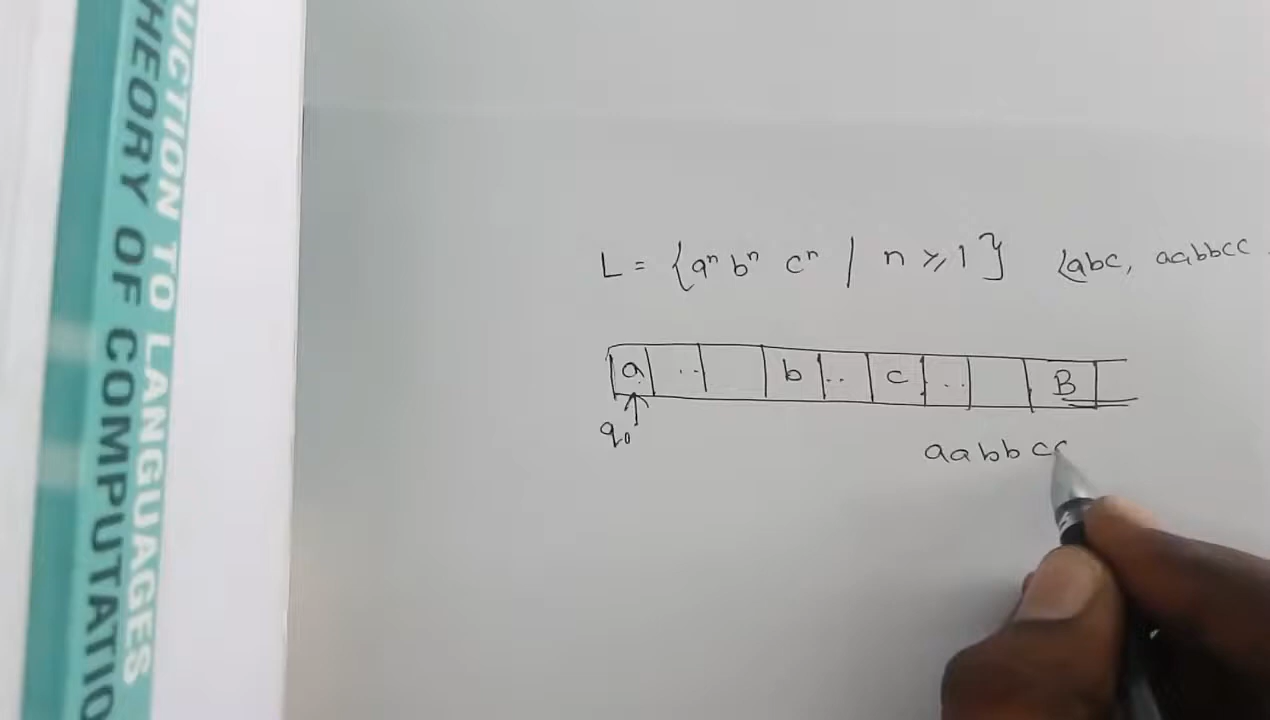 UCTION TO LANGUAGES
HEORY OF COMPUTATIO
L = {aⁿ bⁿ cⁿ | n ⩾ 1} {abc, aabbcc
a .. b .. c .. B
q₀
aabbcc